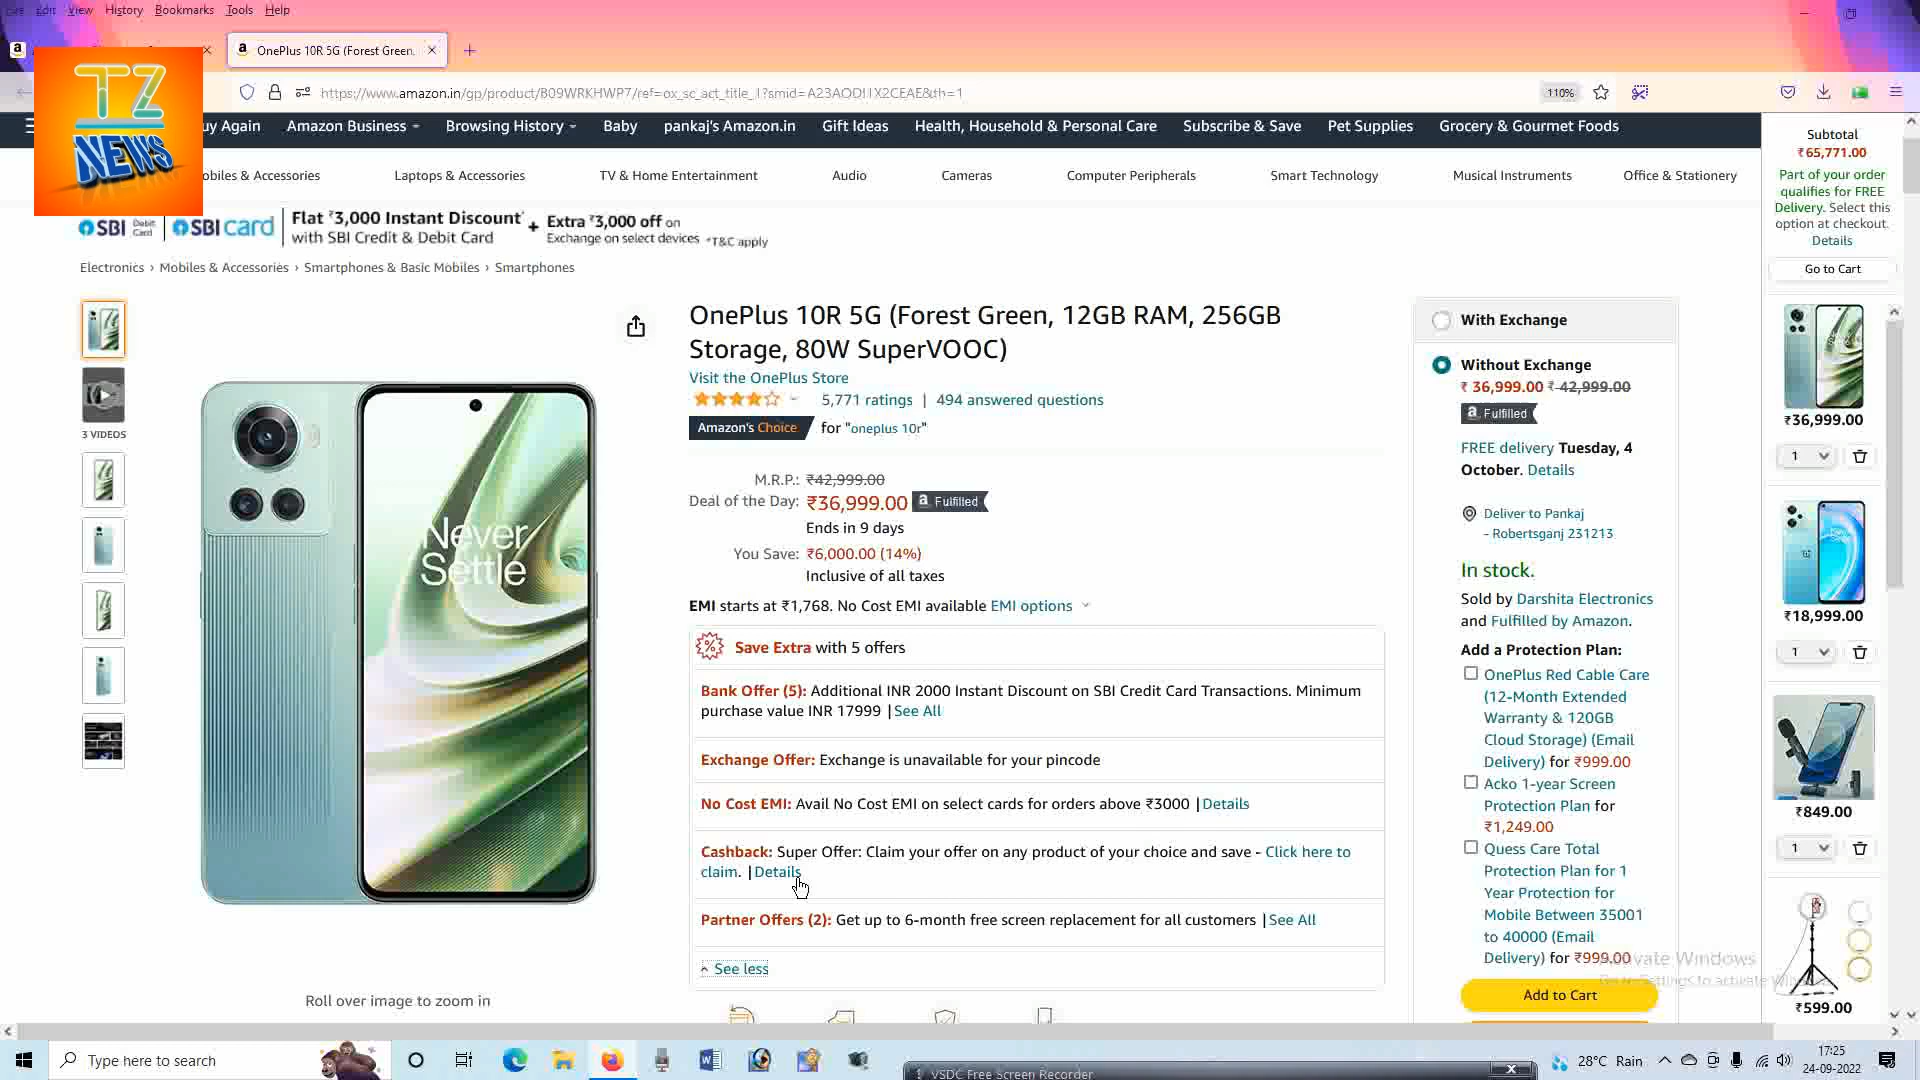 View History Bookmarks Tools Help
OnePlus 10R 5G (Forest Green,
TZ
NEWS
https://www.amazon.in/gp/product/B09WRKHWP7/ref=ox_sc_act_title_1?smid=
110%
uy Again Amazon Business Browsing History Baby pankaj's Amazon.in Gift Ideas Health, Household & Personal Care Subscribe & Save Pet Supplies Grocery & Gourmet Foods
obiles & Accessories Laptops & Accessories TV & Home Entertainment Audio Cameras Computer Peripherals Smart Technology Musical Instruments Office & Stationery
SBI Debit Card SBI card Flat ₹3,000 Instant Discount* with SBI Credit & Debit Card + Extra ₹3,000 off on Exchange on select devices *T&C apply
Electronics › Mobiles & Accessories › Smartphones & Basic Mobiles › Smartphones
3 VIDEOS
Never
Settle
Roll over image to zoom in
OnePlus 10R 5G (Forest Green, 12GB RAM, 256GB
Storage, 80W SuperVOOC)
Visit the OnePlus Store
5,771 ratings | 494 answered questions
Amazon's Choice for "oneplus 10r"
M.R.P.: ₹42,999.00
Deal of the Day: ₹36,999.00 a Fulfilled
Ends in 9 days
You Save: ₹6,000.00 (14%)
Inclusive of all taxes
EMI starts at ₹1,768. No Cost EMI available EMI options
Save Extra with 5 offers
Bank Offer (5): Additional INR 2000 Instant Discount on SBI Credit Card Transactions. Minimum
purchase value INR 17999 | See All
Exchange Offer: Exchange is unavailable for your pincode
No Cost EMI: Avail No Cost EMI on select cards for orders above ₹3000 | Details
Cashback: Super Offer: Claim your offer on any product of your choice and save - Click here to
claim. | Details
Partner Offers (2): Get up to 6-month free screen replacement for all customers | See All
See less
With Exchange
Without Exchange
₹ 36,999.00 ₹ 42,999.00
a Fulfilled
FREE delivery Tuesday, 4
October. Details
Deliver to Pankaj
- Robertsganj 231213
In stock.
Sold by Darshita Electronics
and Fulfilled by Amazon.
Add a Protection Plan:
OnePlus Red Cable Care
(12-Month Extended
Warranty & 120GB
Cloud Storage) (Email
Delivery) for ₹999.00
Acko 1-year Screen
Protection Plan for
₹1,249.00
Quess Care Total
Protection Plan for 1
Year Protection for
Mobile Between 35001
to 40000 (Email
Delivery) for ₹999.00
Add to Cart
Subtotal
₹65,771.00
Part of your order
qualifies for FREE
Delivery. Select this
option at checkout.
Details
Go to Cart
₹36,999.00
1
₹18,999.00
1
₹849.00
1
₹599.00
Activate Windows
Go to Settings to activate
Type here to search
VSDC Free Screen Recorder
28°C Rain
17:25
24-09-2022